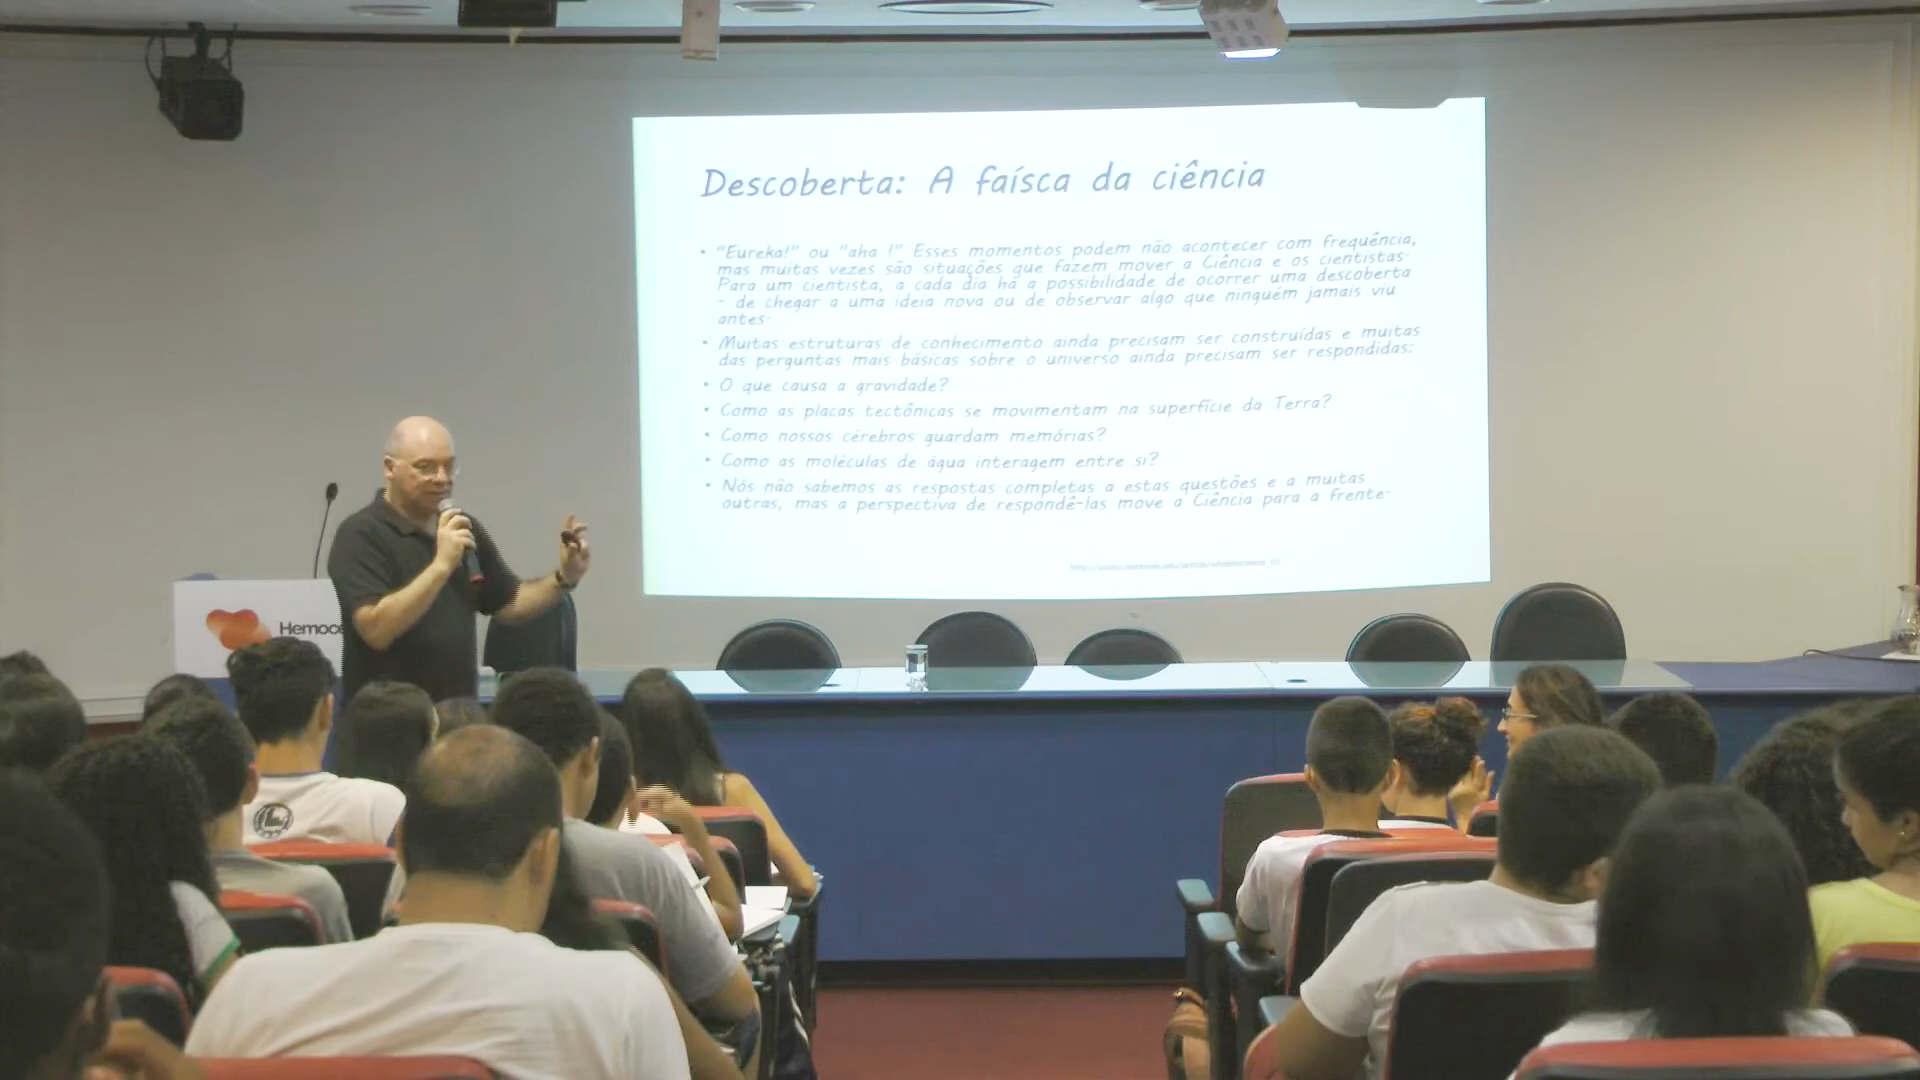 Descoberta: A faísca da ciência
• "Eureka!" ou "aha !" Esses momentos podem não acontecer com frequência,
mas muitas vezes são situações que fazem mover a Ciência e os cientistas.
Para um cientista, a cada dia há a possibilidade de ocorrer uma descoberta
- de chegar a uma ideia nova ou de observar algo que ninguém jamais viu
antes.
• Muitas estruturas de conhecimento ainda precisam ser construídas e muitas
das perguntas mais básicas sobre o universo ainda precisam ser respondidas:
• O que causa a gravidade?
• Como as placas tectônicas se movimentam na superfície da Terra?
• Como nossos cérebros guardam memórias?
• Como as moléculas de água interagem entre si?
• Nós não sabemos as respostas completas a estas questões e a muitas
outras, mas a perspectiva de respondê-las move a Ciência para a frente.
Hemoce